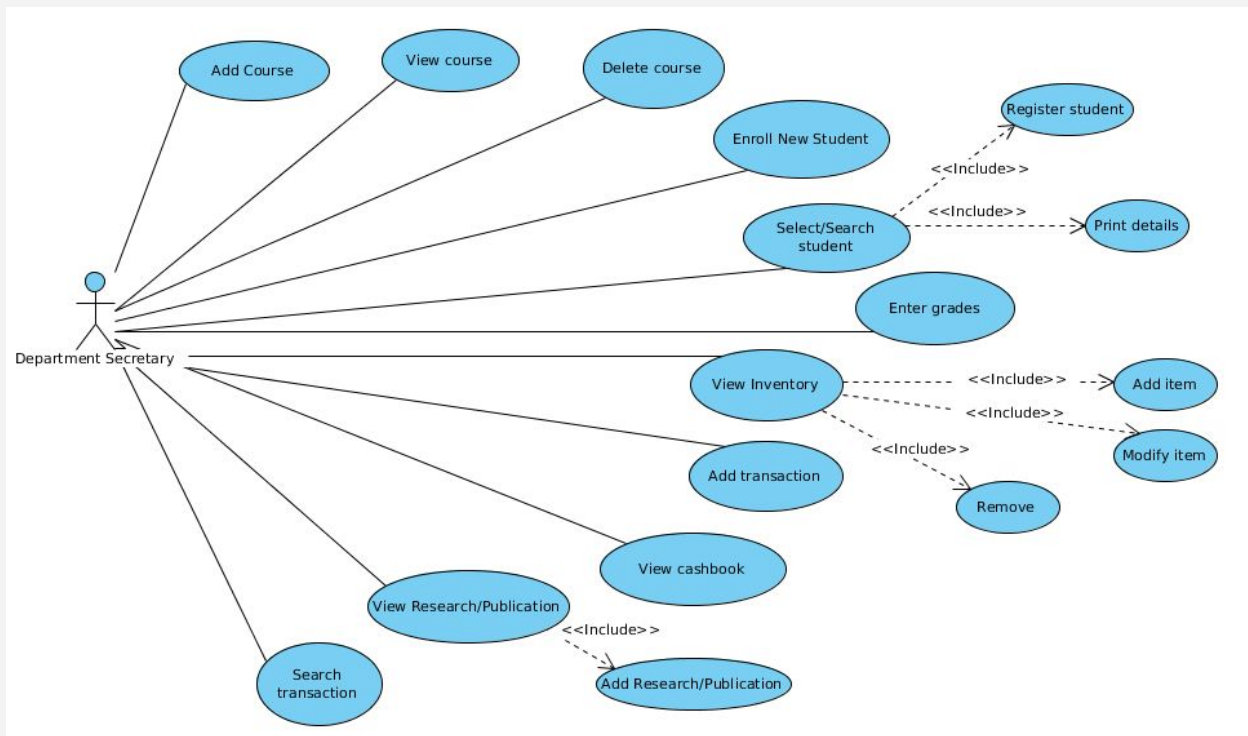 Add Course
View course
Delete course
Register student
Enroll New Student
<<Include>>
<<Include>>
Select/Search
student
Print details
Enter grades
Department Secretary
View Inventory
<<Include>>
Add item
<<Include>>
<<Include>>
Modify item
Add transaction
Remove
View cashbook
View Research/Publication
<<Include>>
Search
transaction
Add Research/Publication